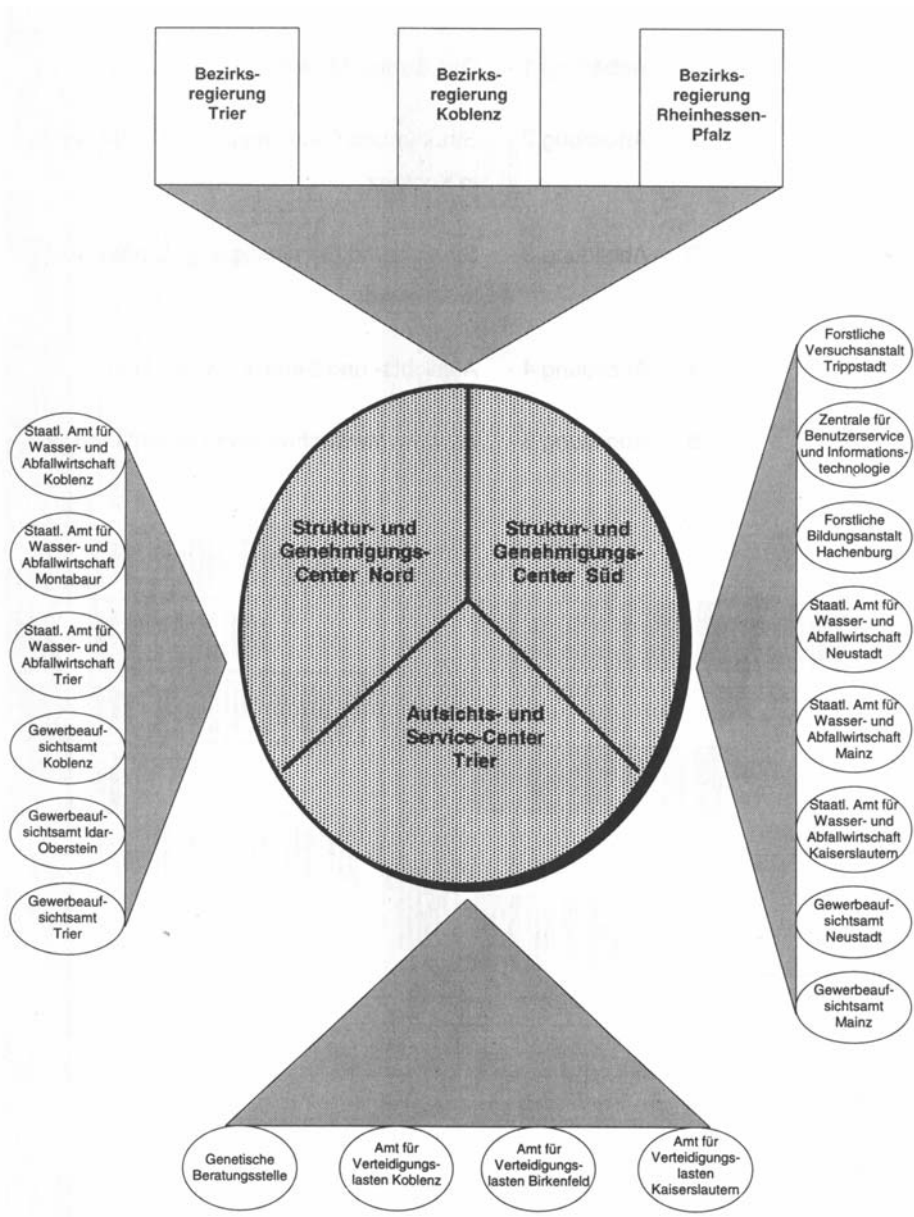 Bezirks-
regierung
Trier
Bezirks-
regierung
Koblenz
Bezirks-
regierung
Rheinhessen-
Pfalz
Staatl. Amt für
Wasser- und
Abfallwirtschaft
Koblenz
Staatl. Amt für
Wasser- und
Abfallwirtschaft
Montabaur
Staatl. Amt für
Wasser- und
Abfallwirtschaft
Trier
Gewerbeauf-
sichtsamt
Koblenz
Gewerbeauf-
sichtsamt Idar-
Oberstein
Gewerbeauf-
sichtsamt
Trier
Struktur- und
Genehmigungs-
Center Nord
Struktur- und
Genehmigungs-
Center Süd
Aufsichts- und
Service-Center
Trier
Forstliche
Versuchsanstalt
Trippstadt
Zentrale für
Benutzerservice
und Informations-
technologie
Forstliche
Bildungsanstalt
Hachenburg
Staatl. Amt für
Wasser- und
Abfallwirtschaft
Neustadt
Staatl. Amt für
Wasser- und
Abfallwirtschaft
Mainz
Staatl. Amt für
Wasser- und
Abfallwirtschaft
Kaiserslautern
Gewerbeauf-
sichtsamt
Neustadt
Gewerbeauf-
sichtsamt
Mainz
Genetische
Beratungsstelle
Amt für
Verteidigungs-
lasten Koblenz
Amt für
Verteidigungs-
lasten Birkenfeld
Amt für
Verteidigungs-
lasten
Kaiserslautern